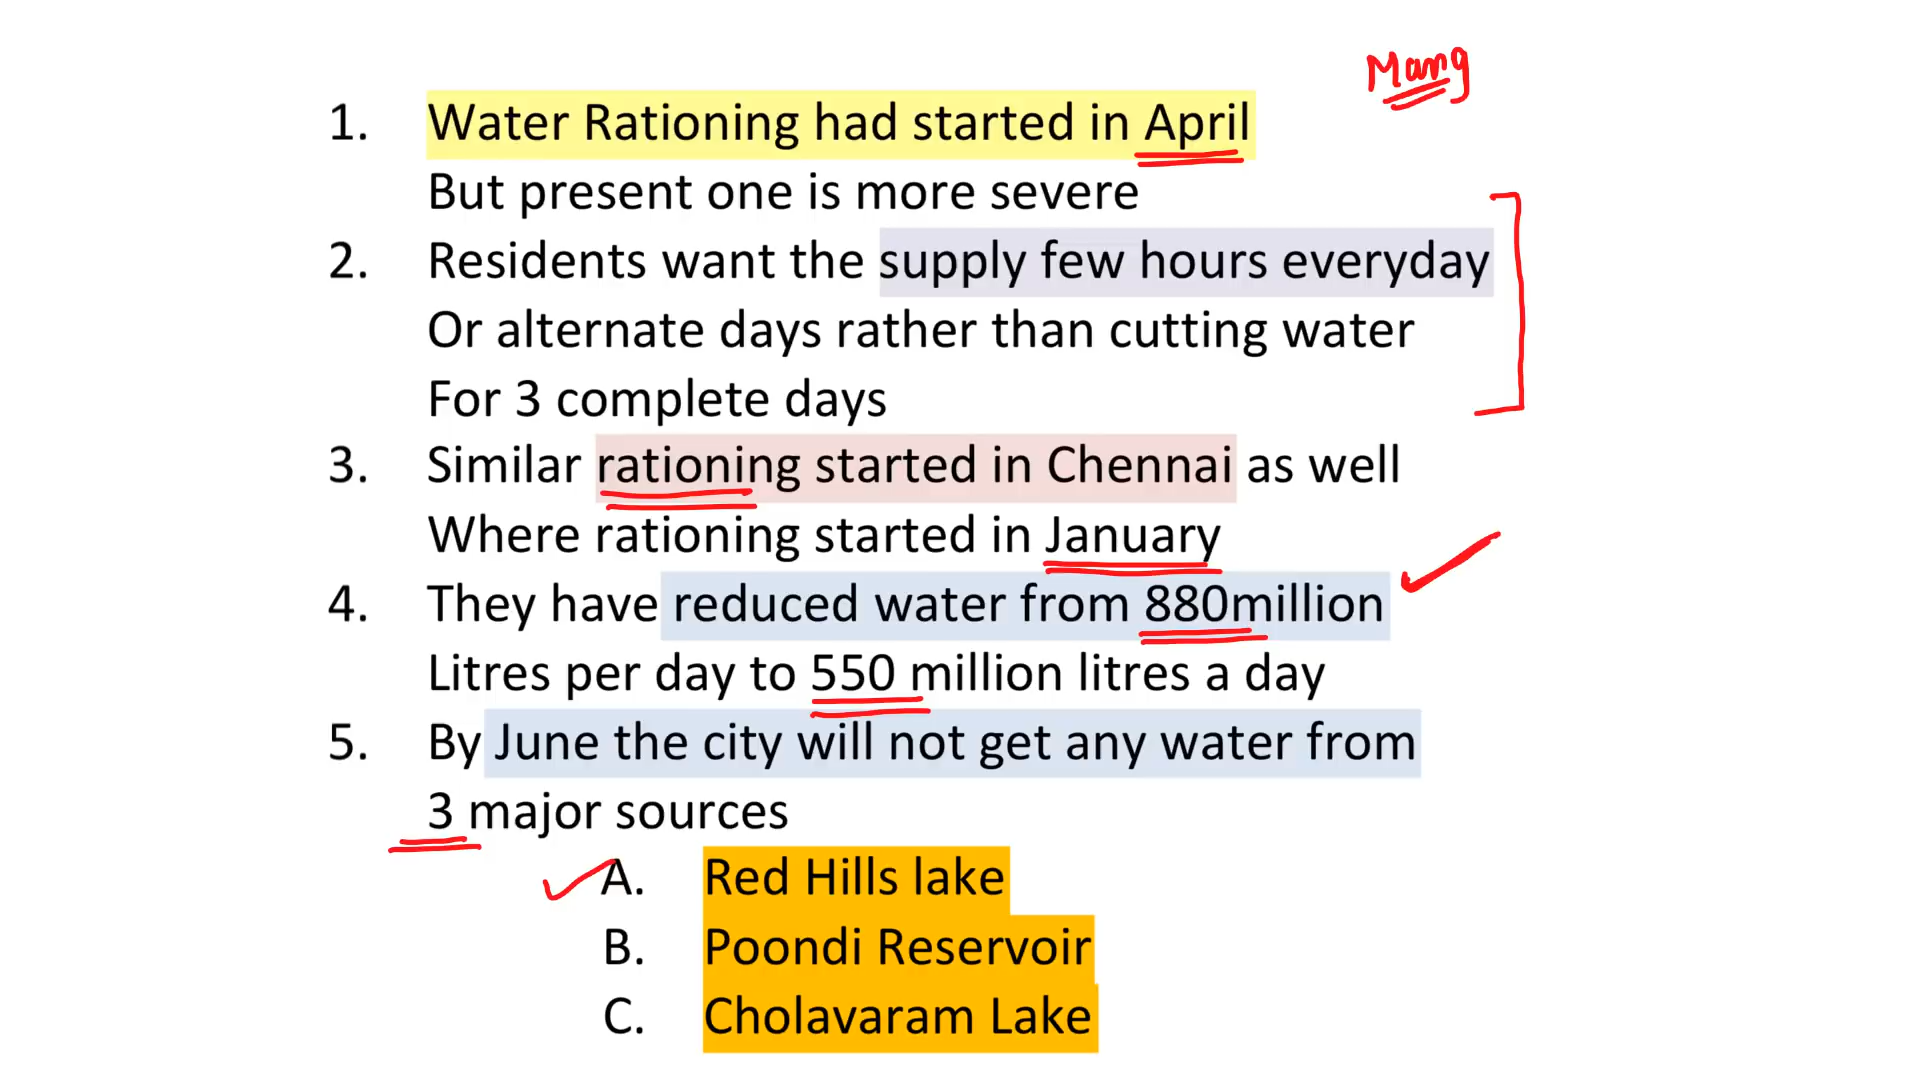 Mang
1. Water Rationing had started in April
But present one is more severe
2. Residents want the supply few hours everyday
Or alternate days rather than cutting water
For 3 complete days
3. Similar rationing started in Chennai as well
Where rationing started in January
4. They have reduced water from 880million
Litres per day to 550 million litres a day
5. By June the city will not get any water from
3 major sources
A. Red Hills lake
B. Poondi Reservoir
C. Cholavaram Lake